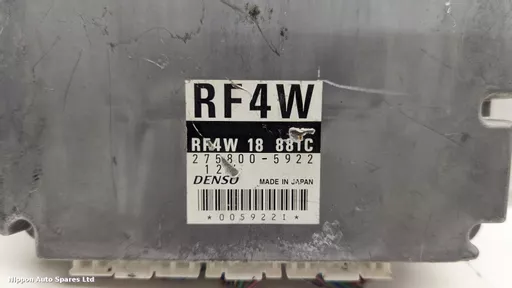 RF4W
RF4W 18 881C
275800-5922
DENSO MADE IN JAPAN
*0059221*
Nippon Auto Spares Ltd